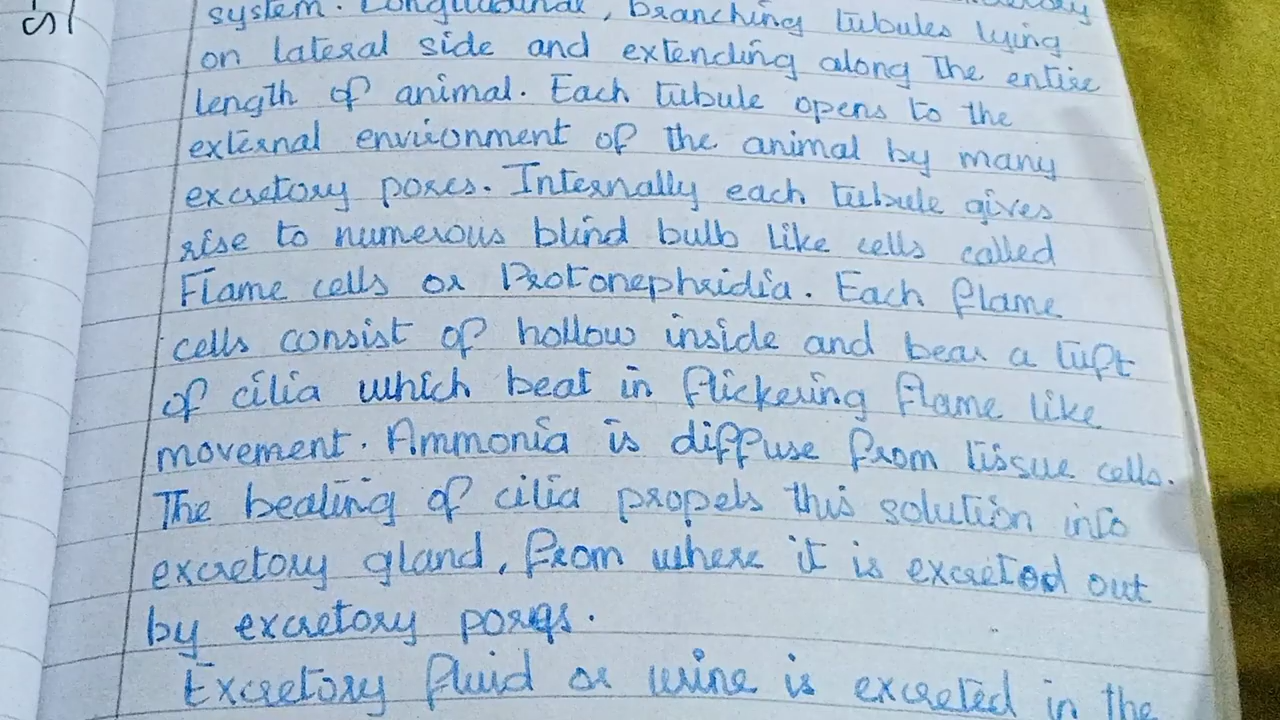 system. Longitudinal, branching tubules lying
on lateral side and extending along The entire
length of animal. Each tubule opens to the
external environment of the animal by many
excretory pores. Internally each tubule gives
rise to numerous blind bulb like cells called
Flame cells or Protonephridia. Each flame
cells consist of hollow inside and bear a tuft
of cilia which beat in flickering flame like
movement. Ammonia is diffuse from tissue cells.
The beating of cilia propels this solution into
excretory gland, from where it is excreted out
by excretory pores.
Excretory fluid or urine is excreted in the